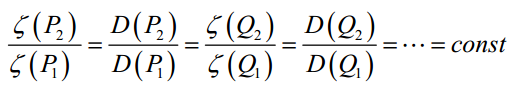 ζ(P₂)/ζ(P₁) = D(P₂)/D(P₁) = ζ(Q₂)/ζ(Q₁) = D(Q₂)/D(Q₁) = ⋯ = const